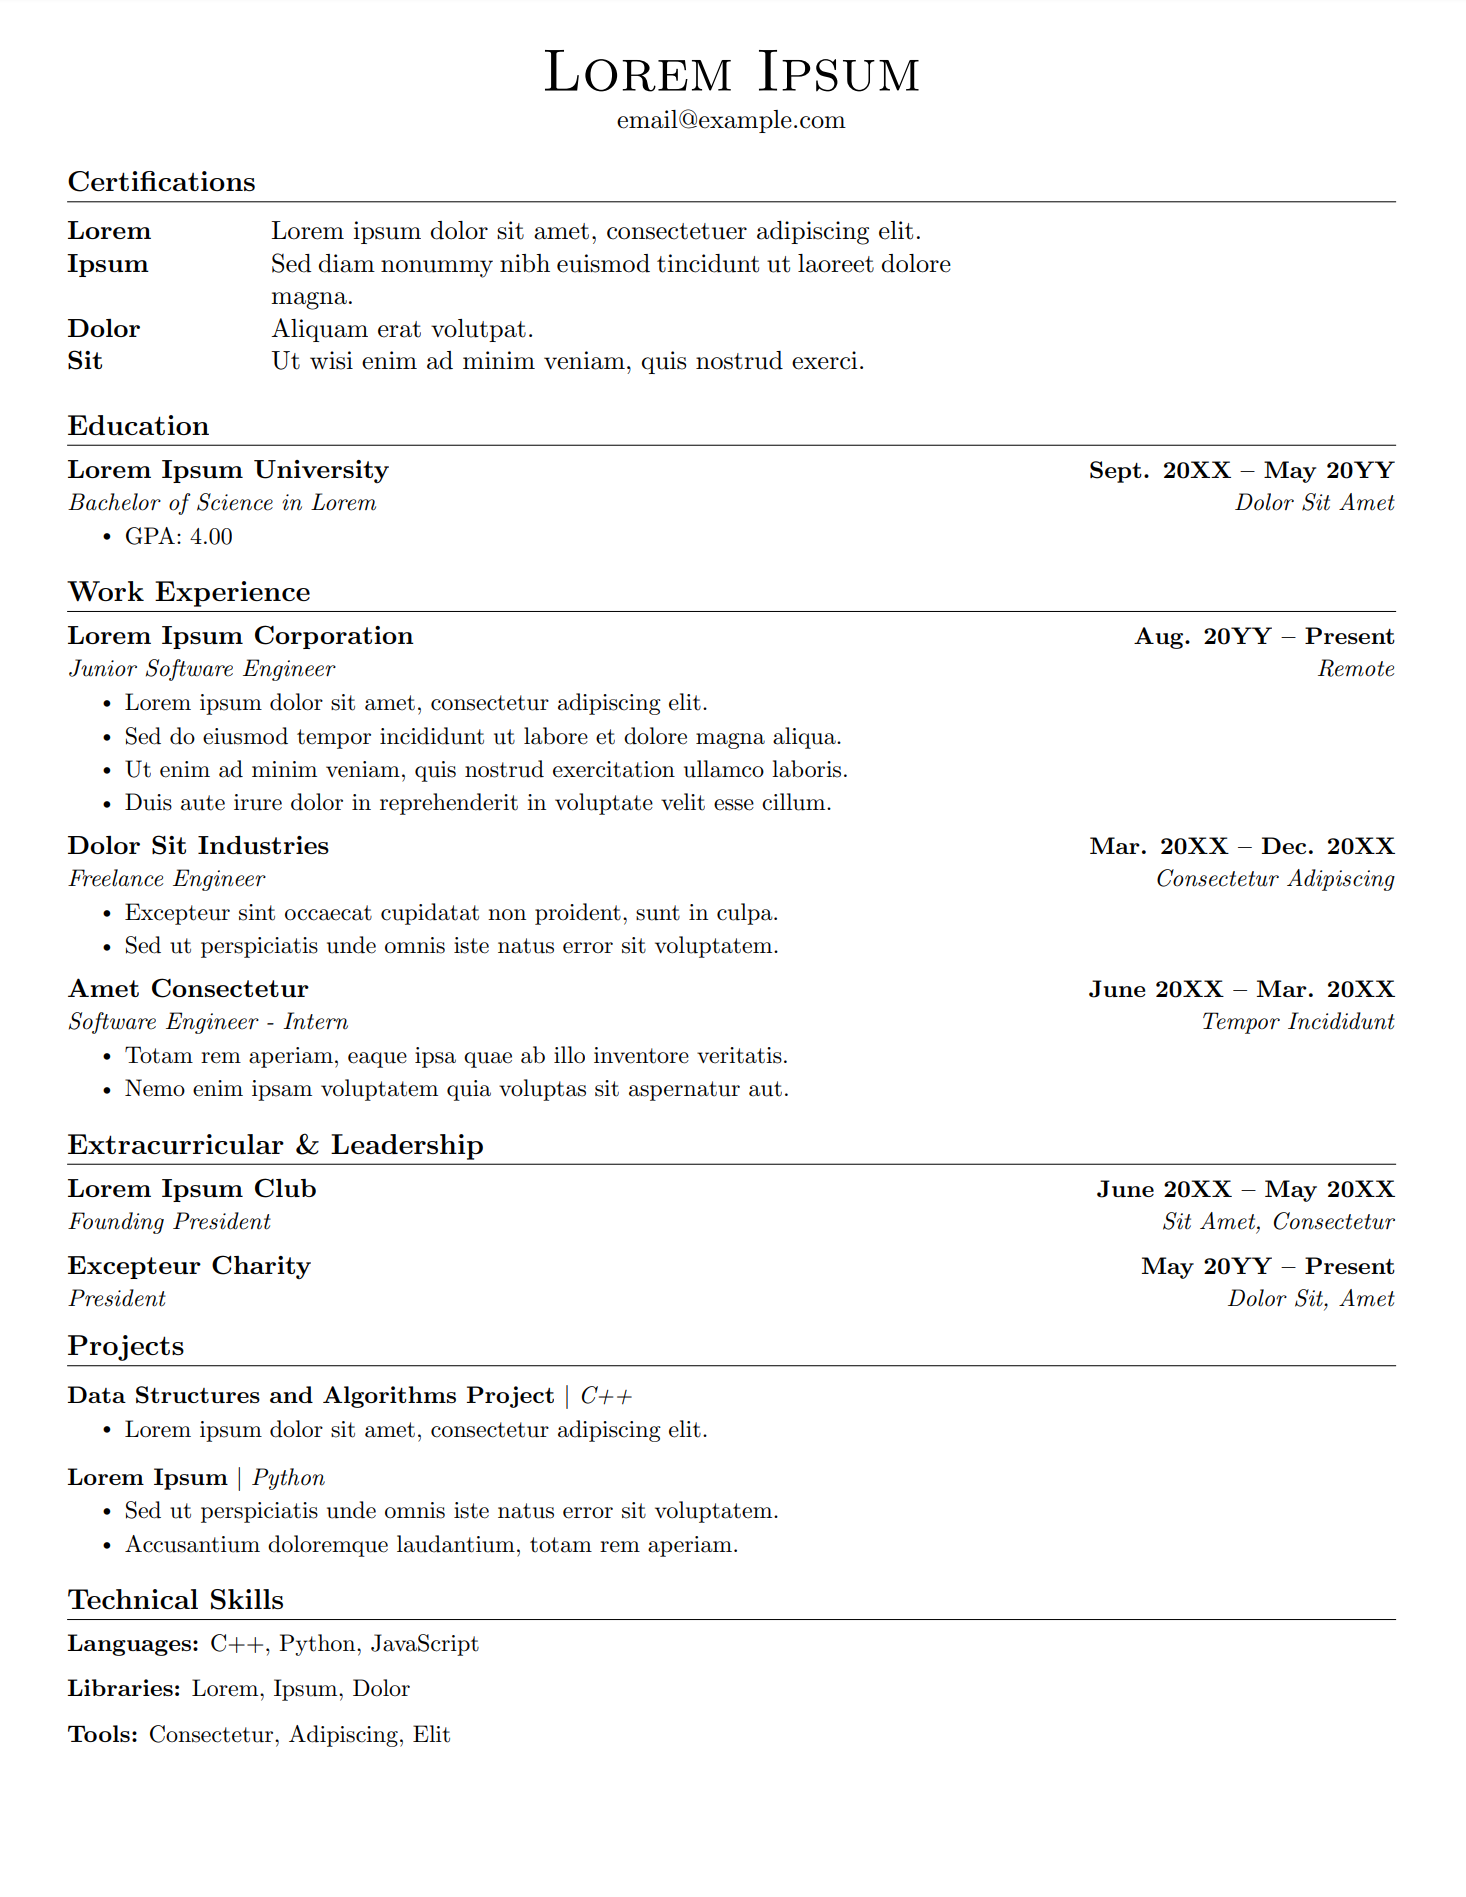 Lorem Ipsum
email@example.com
Certifications
Lorem Lorem ipsum dolor sit amet, consectetuer adipiscing elit.
Ipsum Sed diam nonummy nibh euismod tincidunt ut laoreet dolore
magna.
Dolor Aliquam erat volutpat.
Sit Ut wisi enim ad minim veniam, quis nostrud exerci.
Education
Lorem Ipsum University Sept. 20XX – May 20YY
Bachelor of Science in Lorem Dolor Sit Amet
• GPA: 4.00
Work Experience
Lorem Ipsum Corporation Aug. 20YY – Present
Junior Software Engineer Remote
• Lorem ipsum dolor sit amet, consectetur adipiscing elit.
• Sed do eiusmod tempor incididunt ut labore et dolore magna aliqua.
• Ut enim ad minim veniam, quis nostrud exercitation ullamco laboris.
• Duis aute irure dolor in reprehenderit in voluptate velit esse cillum.
Dolor Sit Industries Mar. 20XX – Dec. 20XX
Freelance Engineer Consectetur Adipiscing
• Excepteur sint occaecat cupidatat non proident, sunt in culpa.
• Sed ut perspiciatis unde omnis iste natus error sit voluptatem.
Amet Consectetur June 20XX – Mar. 20XX
Software Engineer - Intern Tempor Incididunt
• Totam rem aperiam, eaque ipsa quae ab illo inventore veritatis.
• Nemo enim ipsam voluptatem quia voluptas sit aspernatur aut.
Extracurricular & Leadership
Lorem Ipsum Club June 20XX – May 20XX
Founding President Sit Amet, Consectetur
Excepteur Charity May 20YY – Present
President Dolor Sit, Amet
Projects
Data Structures and Algorithms Project | C++
• Lorem ipsum dolor sit amet, consectetur adipiscing elit.
Lorem Ipsum | Python
• Sed ut perspiciatis unde omnis iste natus error sit voluptatem.
• Accusantium doloremque laudantium, totam rem aperiam.
Technical Skills
Languages: C++, Python, JavaScript
Libraries: Lorem, Ipsum, Dolor
Tools: Consectetur, Adipiscing, Elit